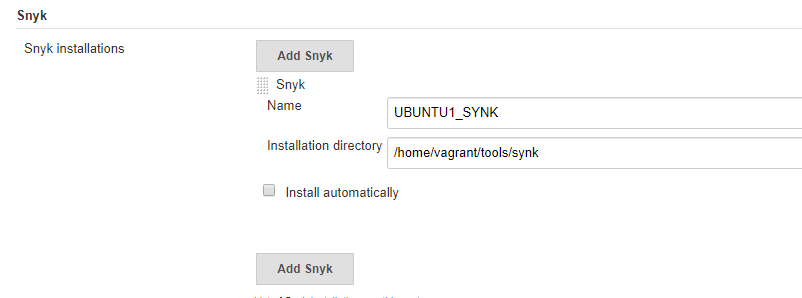 Snyk
Snyk installations
Add Snyk
Snyk
Name
UBUNTU1_SYNK
Installation directory
/home/vagrant/tools/synk
Install automatically
Add Snyk